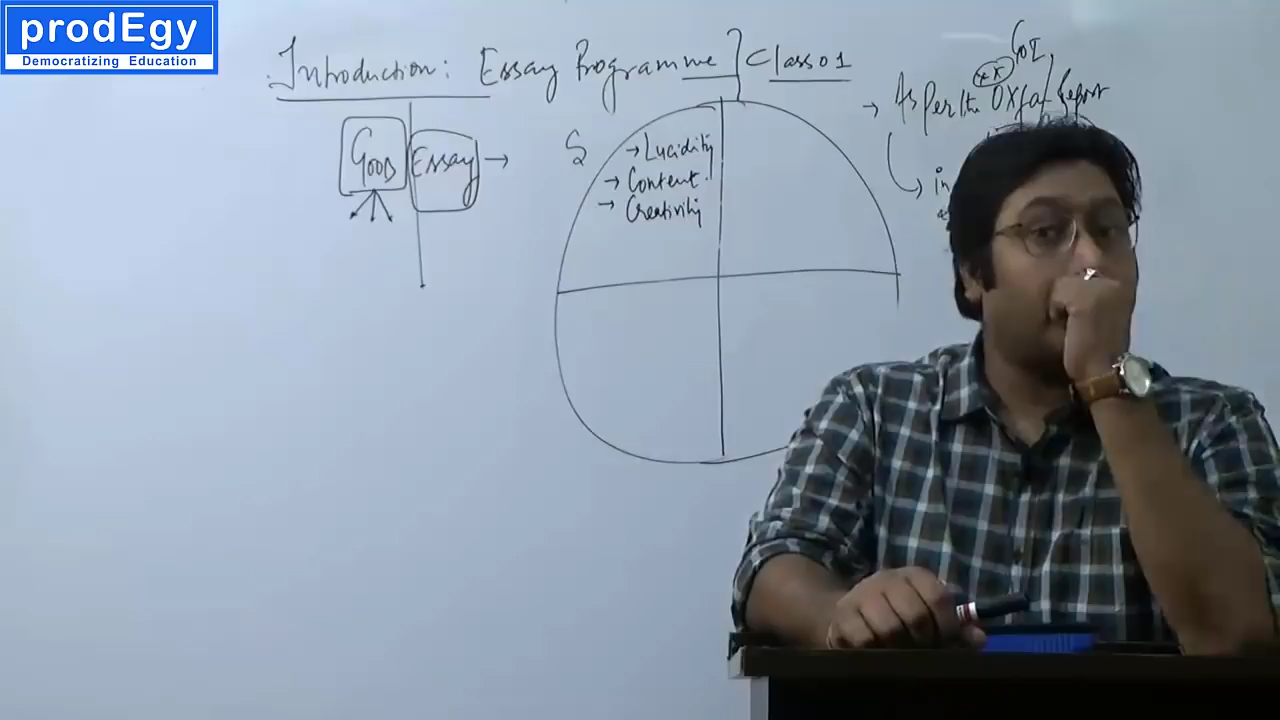 prodEgy
Democratizing Education
Introduction: Essay Programme Class 01
GOOD Essay →
S
→ Lucidity
→ Content
→ Creativity
GOI
→ As Per the Oxfam Report
in